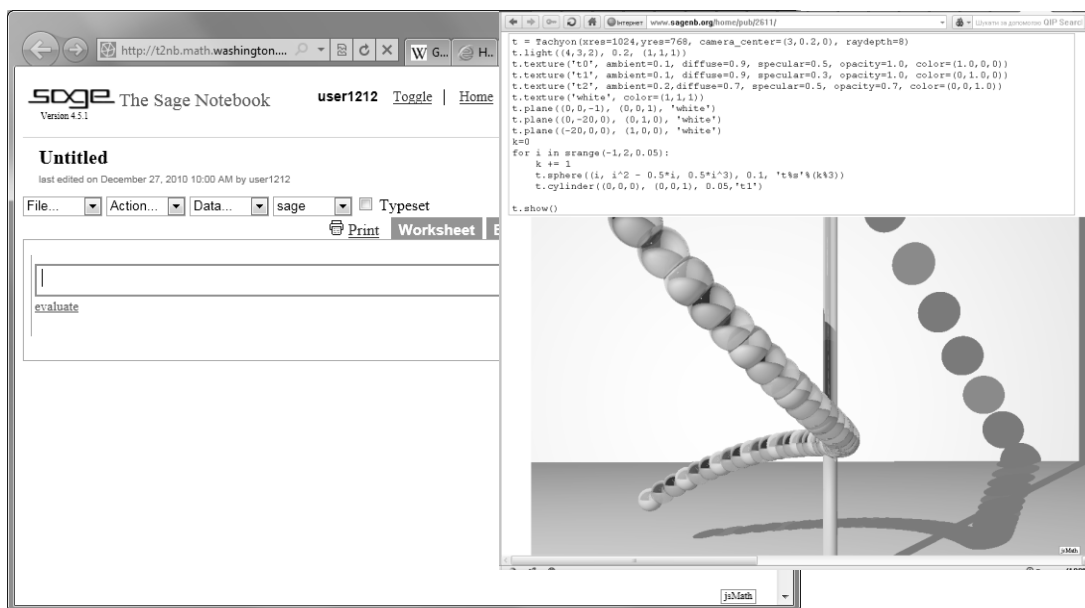 http://t2nb.math.washington....
W G..
H..
sage The Sage Notebook
Version 4.5.1
user1212 Toggle | Home
Untitled
last edited on December 27, 2010 10:00 AM by user1212
File... Action... Data... sage Typeset
Print Worksheet E
evaluate
jsMath
Інтернет www.sagenb.org/home/pub/2611/ Шукати за допомогою QIP Searc
t = Tachyon(xres=1024,yres=768, camera_center=(3,0.2,0), raydepth=8)
t.light((4,3,2), 0.2, (1,1,1))
t.texture('t0', ambient=0.1, diffuse=0.9, specular=0.5, opacity=1.0, color=(1.0,0,0))
t.texture('t1', ambient=0.1, diffuse=0.9, specular=0.3, opacity=1.0, color=(0,1.0,0))
t.texture('t2', ambient=0.2,diffuse=0.7, specular=0.5, opacity=0.7, color=(0,0,1.0))
t.texture('white', color=(1,1,1))
t.plane((0,0,-1), (0,0,1), 'white')
t.plane((0,-20,0), (0,1,0), 'white')
t.plane((-20,0,0), (1,0,0), 'white')
k=0
for i in srange(-1,2,0.05):
k += 1
t.sphere((i, i^2 - 0.5*i, 0.5*i^3), 0.1, 't%s'%(k%3))
t.cylinder((0,0,0), (0,0,1), 0.05,'t1')
t.show()
jsMath